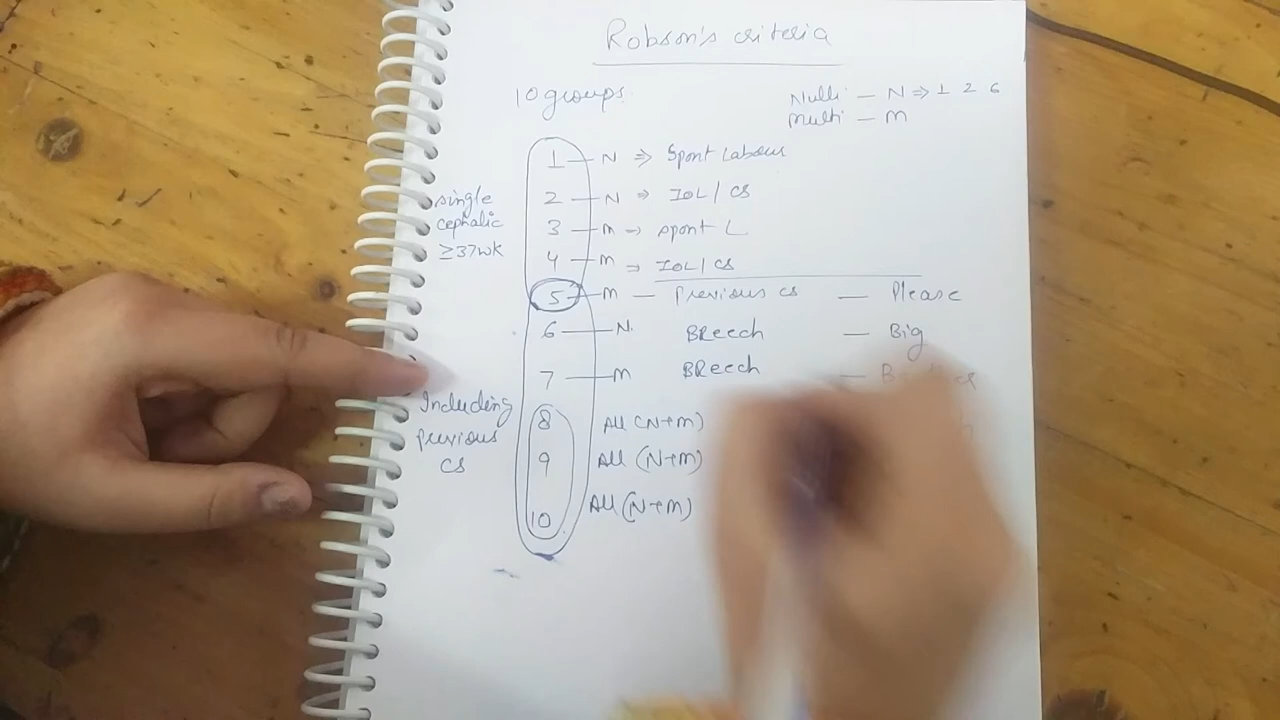 Robson's criteria
10 groups
Nulli – N ⇒ 1 2 6
Multi – M
1 – N ⇒ Spont Labour
2 – N ⇒ IOL / CS
3 – M → spont L
4 – M ⇒ IOL / CS
single
cephalic
≥37wk
5 – M – Previous CS – Please
6 – N. BReech – Big
7 – M BReech –
Including
previous
CS
8 All (N+M)
9 All (N+M)
10 All (N+M)